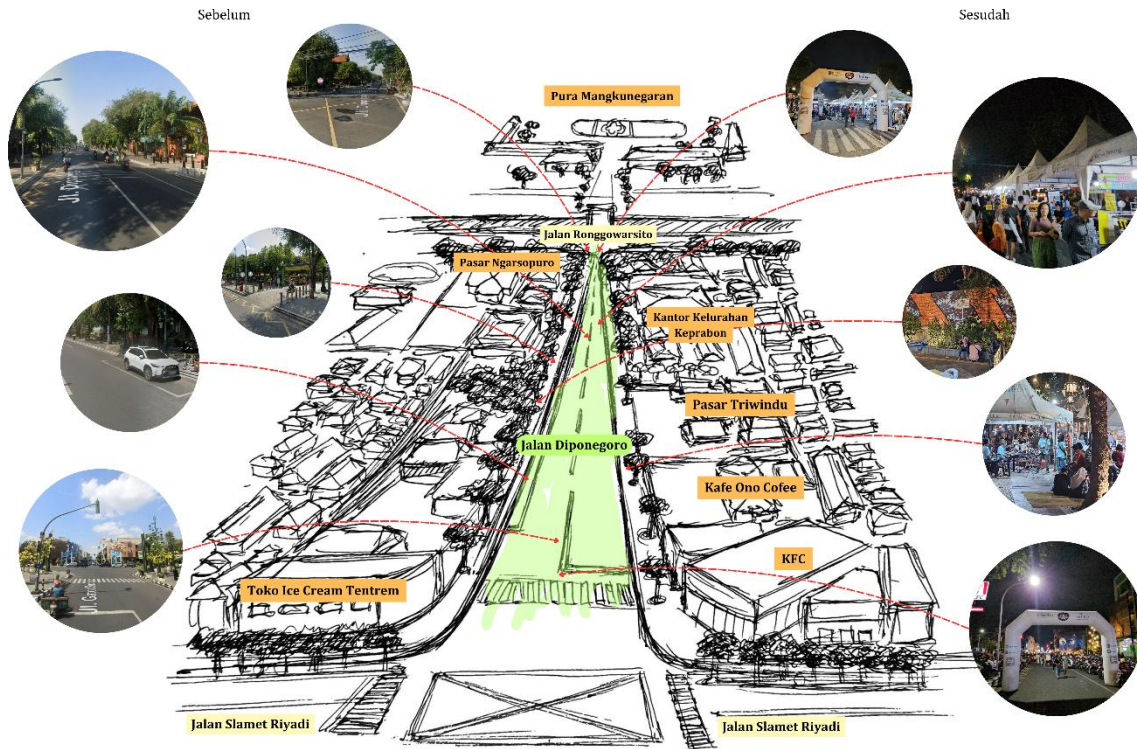 Sebelum
Sesudah
Pura Mangkunegaran
Jalan Ronggowarsito
Pasar Ngarsopuro
Kantor Kelurahan
Keprabon
Pasar Triwindu
Jalan Diponegoro
Kafe Ono Cofee
KFC
Toko Ice Cream Tentrem
Jalan Slamet Riyadi
Jalan Slamet Riyadi